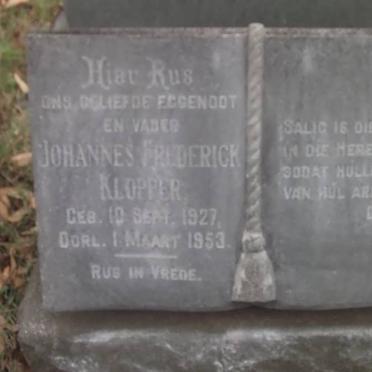 Hier Rus
ONS GELIEFDE EGGENOOT
EN VADER
JOHANNES FREDERICK
KLOPPER,
GEB. 10 SEPT. 1927,
OORL. 1 MAART 1953.
RUS IN VREDE.
SALIG IS DIE
IN DIE HERE
SODAT HULLE
VAN HUL AR